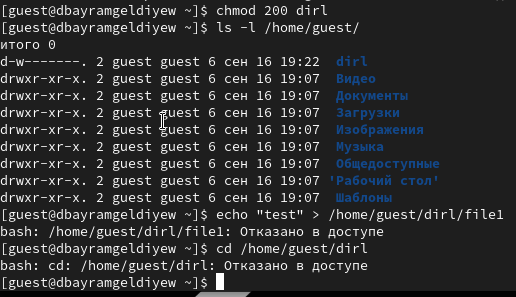 [guest@dbayramgeldiyew ~]$ chmod 200 dirl
[guest@dbayramgeldiyew ~]$ ls -l /home/guest/
итого 0
d-w-------. 2 guest guest 6 сен 16 19:22  dirl
drwxr-xr-x. 2 guest guest 6 сен 16 19:07  Видео
drwxr-xr-x. 2 guest guest 6 сен 16 19:07  Документы
drwxr-xr-x. 2 guest guest 6 сен 16 19:07  Загрузки
drwxr-xr-x. 2 guest guest 6 сен 16 19:07  Изображения
drwxr-xr-x. 2 guest guest 6 сен 16 19:07  Музыка
drwxr-xr-x. 2 guest guest 6 сен 16 19:07  Общедоступные
drwxr-xr-x. 2 guest guest 6 сен 16 19:07 'Рабочий стол'
drwxr-xr-x. 2 guest guest 6 сен 16 19:07  Шаблоны
[guest@dbayramgeldiyew ~]$ echo "test" > /home/guest/dirl/file1
bash: /home/guest/dirl/file1: Отказано в доступе
[guest@dbayramgeldiyew ~]$ cd /home/guest/dirl
bash: cd: /home/guest/dirl: Отказано в доступе
[guest@dbayramgeldiyew ~]$